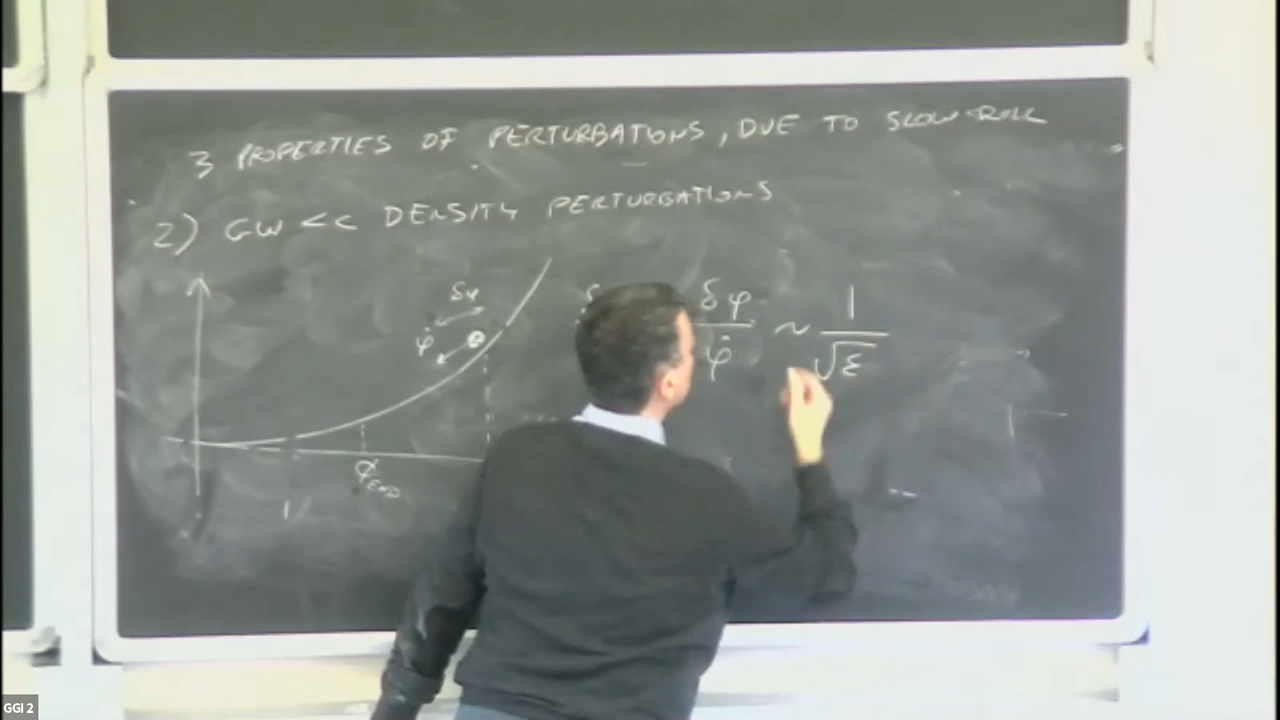 3 PROPERTIES OF PERTURBATIONS, DUE TO SLOW-ROLL
2) GW << DENSITY PERTURBATIONS
δφ
φ̇
δφ / φ̇ ~ 1 / √ε
φ_END
GGI 2